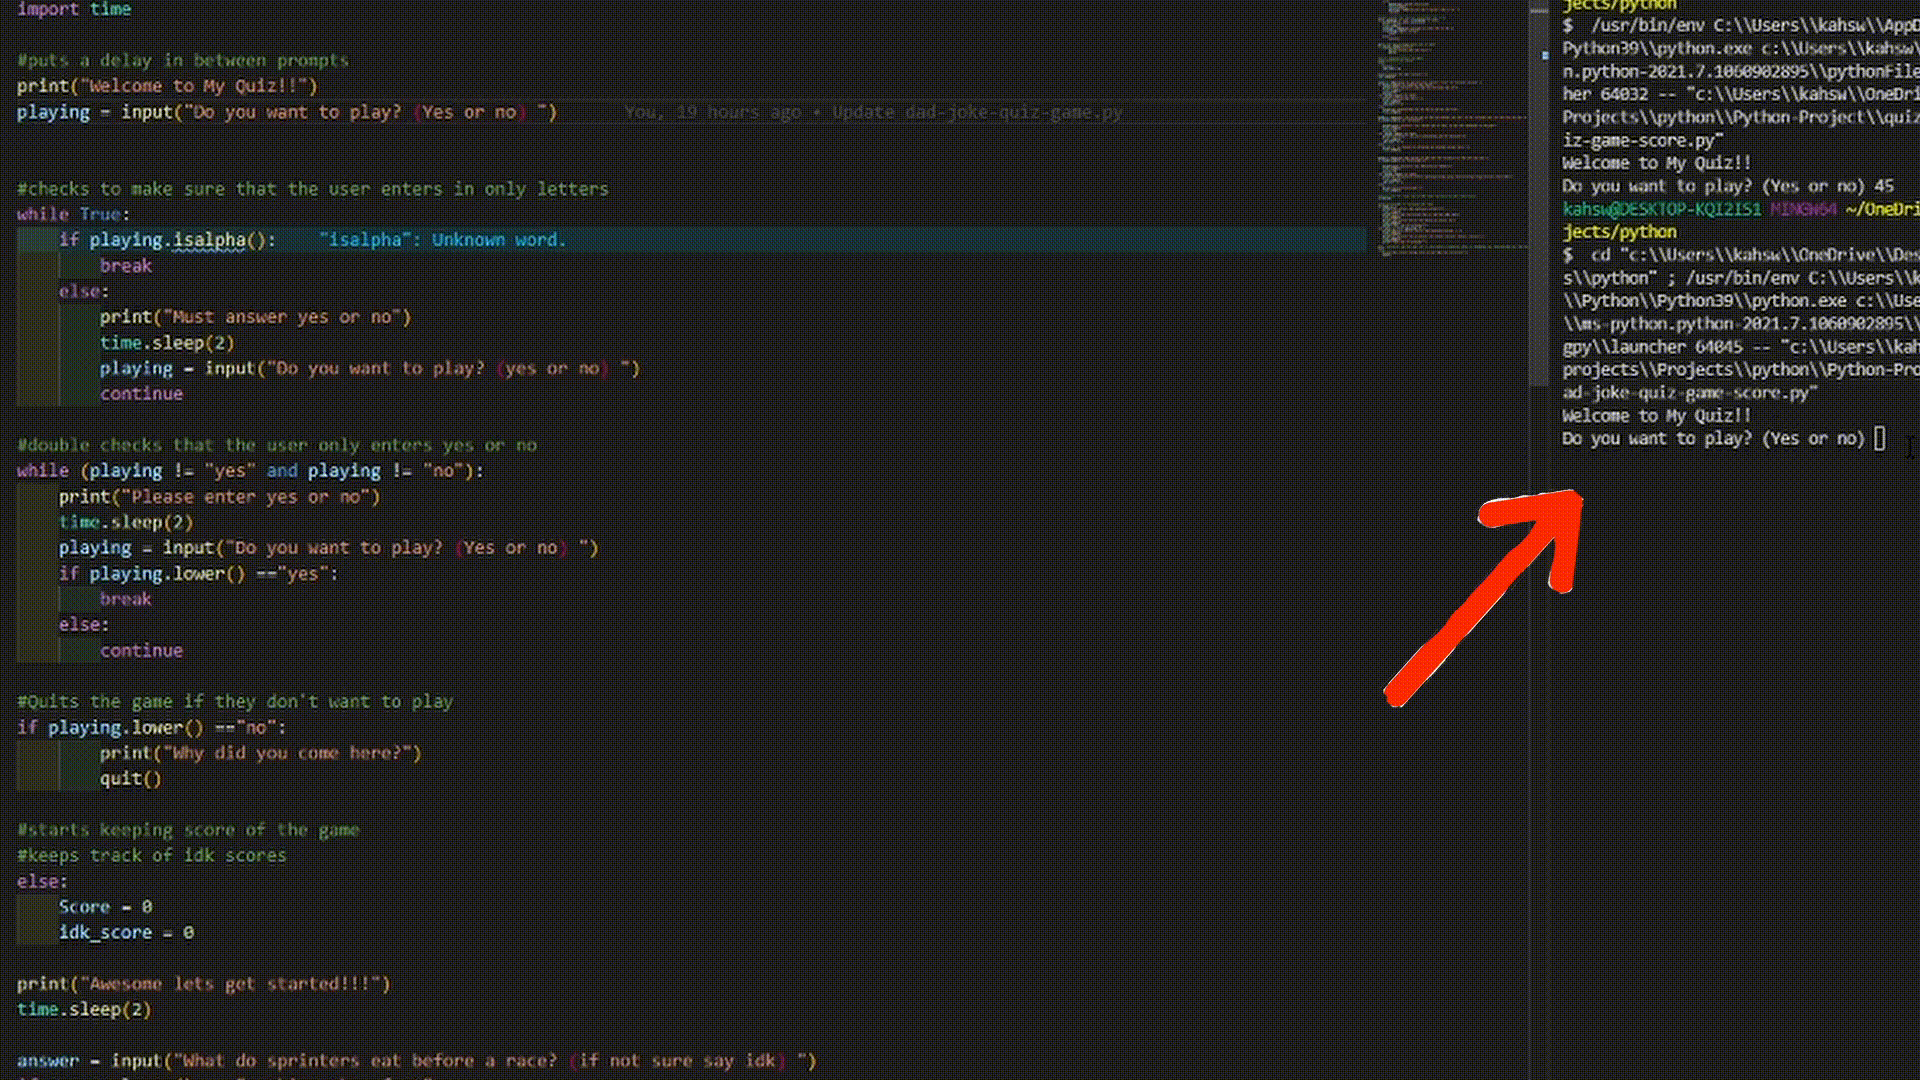 import time
#puts a delay in between prompts
print("Welcome to My Quiz!!")
playing = input("Do you want to play? (Yes or no) ") You, 19 hours ago • Update dad-joke-quiz-game.py
#checks to make sure that the user enters in only letters
while True:
if playing.isalpha(): "isalpha": Unknown word.
break
else:
print("Must answer yes or no")
time.sleep(2)
playing = input("Do you want to play? (yes or no) ")
continue
#double checks that the user only enters yes or no
while (playing != "yes" and playing != "no"):
print("Please enter yes or no")
time.sleep(2)
playing = input("Do you want to play? (Yes or no) ")
if playing.lower() =="yes":
break
else:
continue
#Quits the game if they don't want to play
if playing.lower() =="no":
print("Why did you come here?")
quit()
#starts keeping score of the game
#keeps track of idk scores
else:
Score = 0
idk_score = 0
print("Awesome lets get started!!!")
time.sleep(2)
answer = input("What do sprinters eat before a race? (if not sure say idk) ")
jects/python
$ /usr/bin/env C:\\Users\\kahsw\\AppD
Python39\\python.exe c:\\Users\\kahsw\
n.python-2021.7.1060902895\\pythonFile
her 64032 -- "c:\\Users\\kahsw\\OneDri
Projects\\python\\Python-Project\\quiz
iz-game-score.py"
Welcome to My Quiz!!
Do you want to play? (Yes or no) 45
kahsw@DESKTOP-KQI2IS1 MINGW64 ~/OneDri
jects/python
$ cd "c:\\Users\\kahsw\\OneDrive\\Des
s\\python" ; /usr/bin/env C:\\Users\\k
\\Python\\Python39\\python.exe c:\\Use
\\ms-python.python-2021.7.1060902895\\
gpy\\launcher 64045 -- "c:\\Users\\kah
projects\\Projects\\python\\Python-Pro
ad-joke-quiz-game-score.py"
Welcome to My Quiz!!
Do you want to play? (Yes or no)